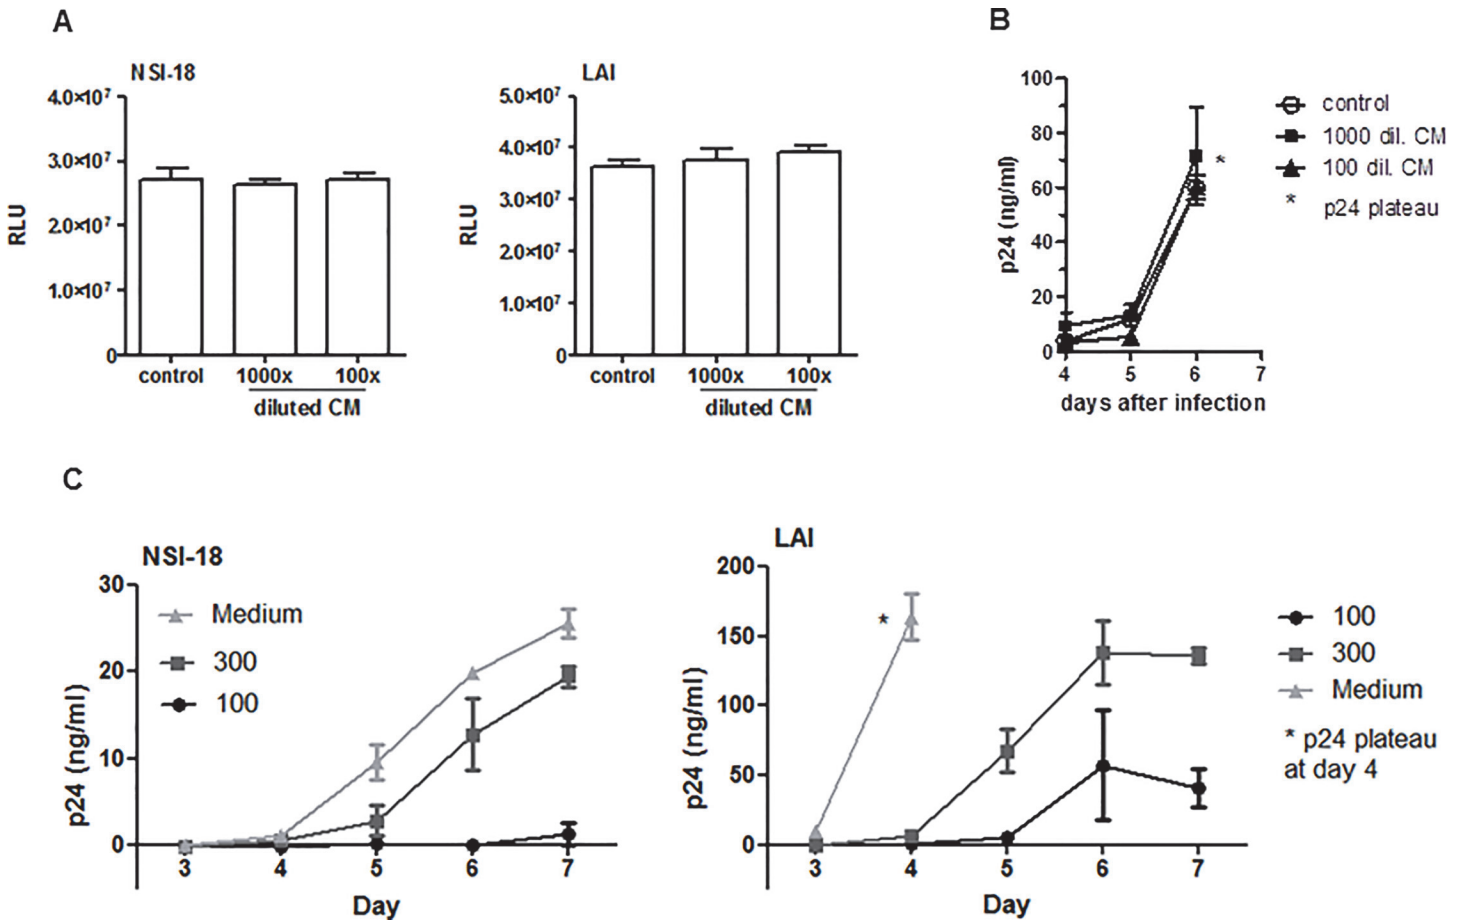 A
NSI-18
4.0×10⁷
3.0×10⁷
2.0×10⁷
1.0×10⁷
0
RLU
control 1000x 100x
diluted CM
LAI
5.0×10⁷
4.0×10⁷
3.0×10⁷
2.0×10⁷
1.0×10⁷
0
RLU
control 1000x 100x
diluted CM
B
100
80
60
40
20
0
p24 (ng/ml)
*
4 5 6 7
days after infection
control
1000 dil. CM
100 dil. CM
* p24 plateau
C
NSI-18
30
20
10
0
p24 (ng/ml)
Medium
300
100
3 4 5 6 7
Day
LAI
200
150
100
50
0
p24 (ng/ml)
*
3 4 5 6 7
Day
100
300
Medium
* p24 plateau
at day 4